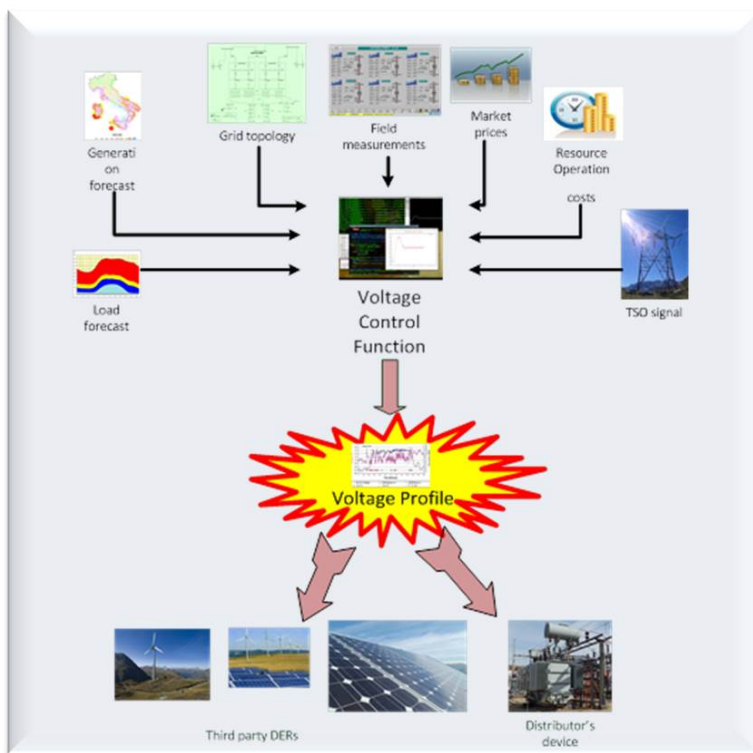 Generati
on
forecast
Grid topology
Field
measurements
Market
prices
Resource
Operation
costs
Load
forecast
TSO signal
Voltage
Control
Function
Voltage Profile
Third party DERs
Distributor's
device